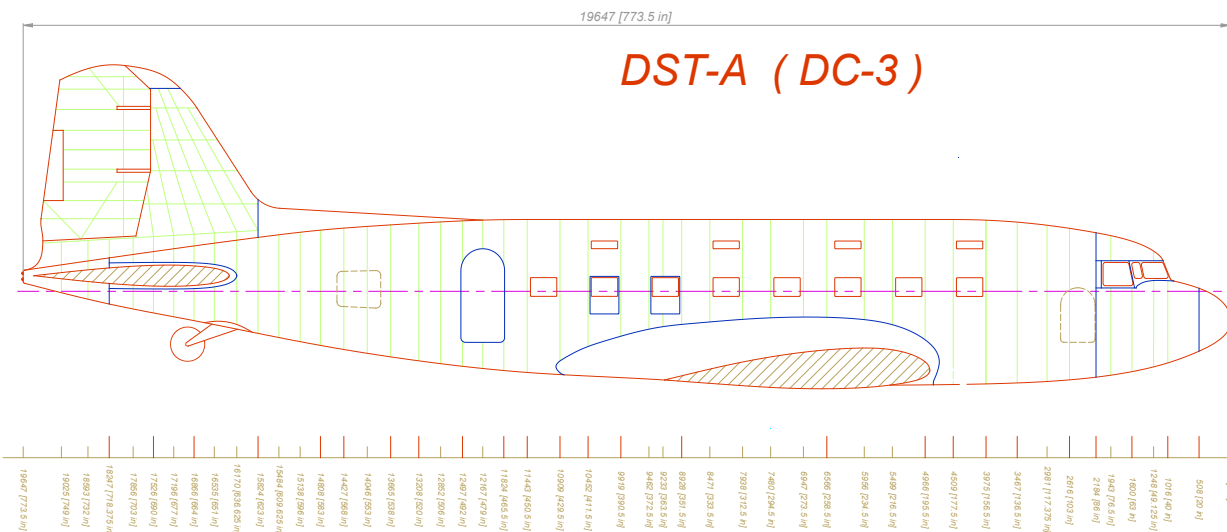 19647 [773.5 in]
DST-A ( DC-3 )
19647 [773.5 in]
19025 [749 in]
18593 [732 in]
18247 [718.375 in]
17856 [703 in]
17526 [690 in]
17196 [677 in]
16866 [664 in]
16535 [651 in]
16170 [636.625 in]
15824 [623 in]
15484 [609.625 in]
15138 [596 in]
14808 [583 in]
14427 [568 in]
14046 [553 in]
13665 [538 in]
13208 [520 in]
12852 [506 in]
12497 [492 in]
12167 [479 in]
11824 [465.5 in]
11443 [450.5 in]
10909 [429.5 in]
10452 [411.5 in]
9919 [390.5 in]
9462 [372.5 in]
9233 [363.5 in]
8928 [351.5 in]
8471 [333.5 in]
7938 [312.5 in]
7480 [294.5 in]
6947 [273.5 in]
6566 [258.5 in]
5956 [234.5 in]
5499 [216.5 in]
4966 [195.5 in]
4509 [177.5 in]
3975 [156.5 in]
3467 [136.5 in]
2981 [117.375 in]
2616 [103 in]
2184 [86 in]
1943 [76.5 in]
1600 [63 in]
1248 [49.125 in]
1016 [40 in]
508 [20 in]